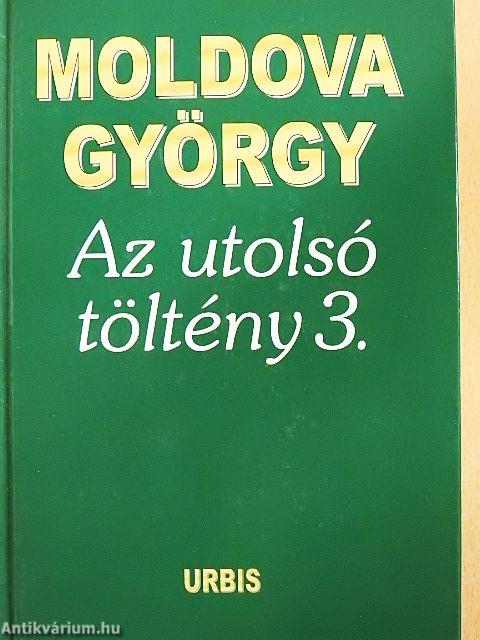 MOLDOVA
GYÖRGY
Az utolsó
töltény 3.
URBIS
Antikvárium.hu